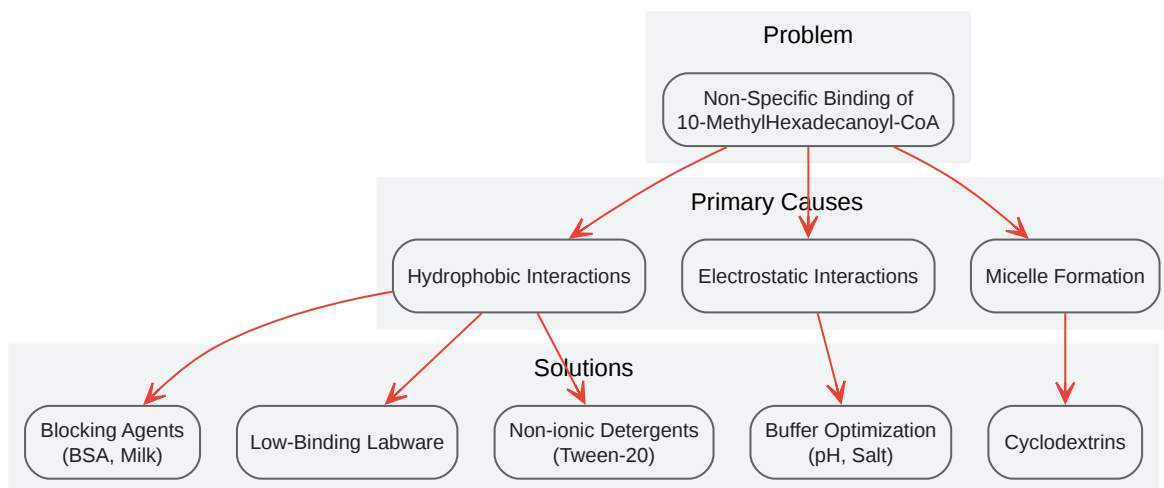 Problem
Non-Specific Binding of
10-MethylHexadecanoyl-CoA
Primary Causes
Hydrophobic Interactions
Electrostatic Interactions
Micelle Formation
Solutions
Blocking Agents
(BSA, Milk)
Low-Binding Labware
Non-ionic Detergents
(Tween-20)
Buffer Optimization
(pH, Salt)
Cyclodextrins